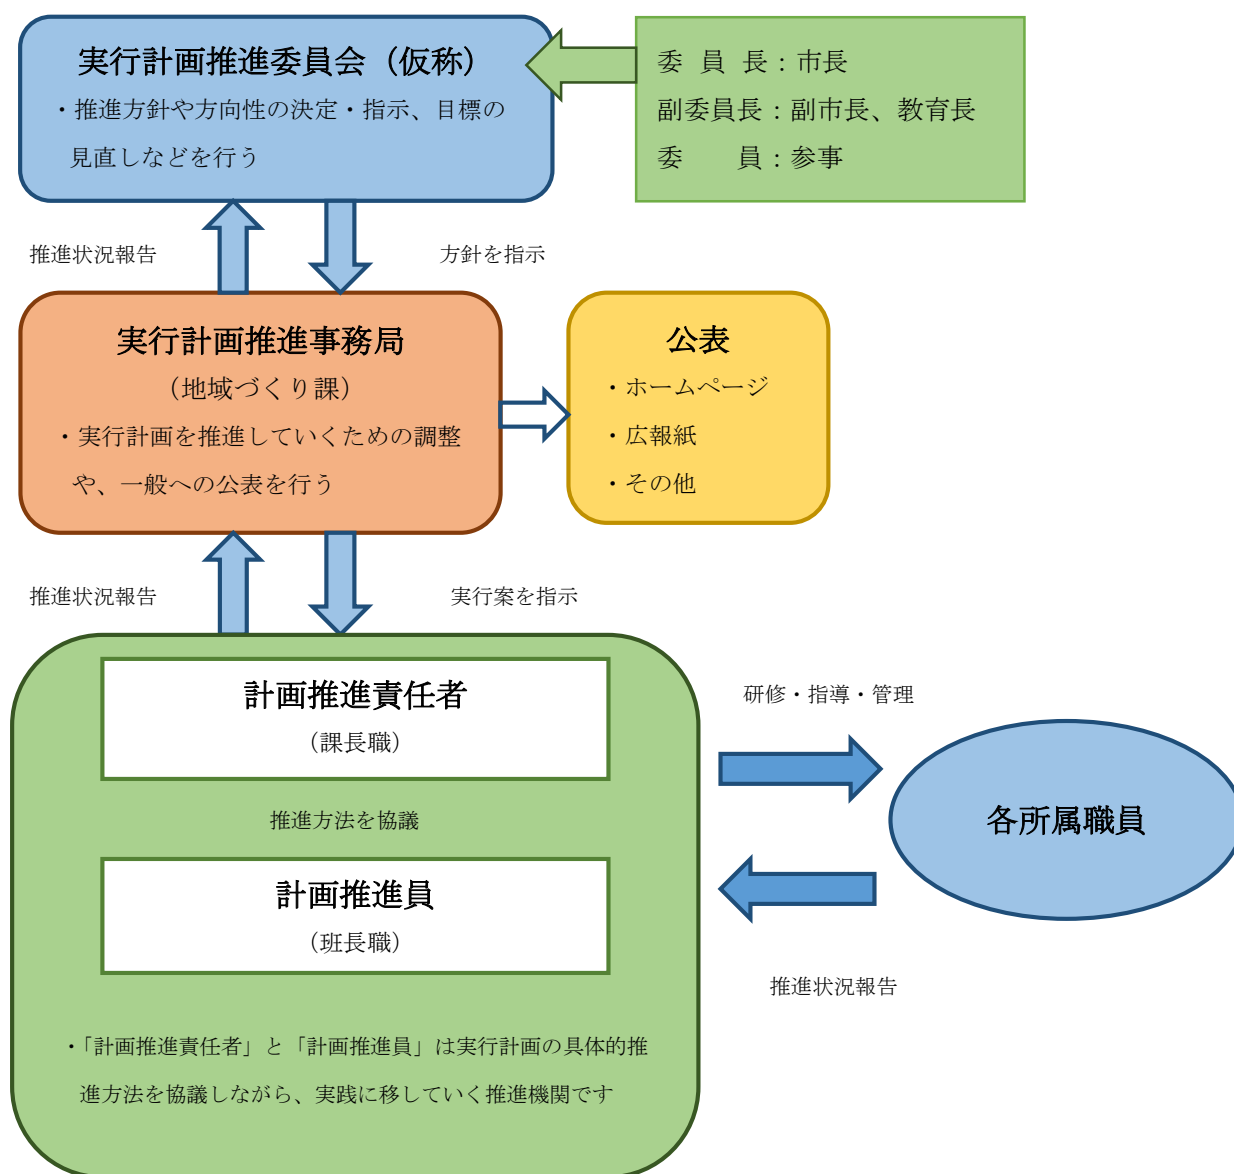 実行計画推進委員会（仮称）
・推進方針や方向性の決定・指示、目標の
見直しなどを行う
委員長：市長
副委員長：副市長、教育長
委　　員：参事
推進状況報告
方針を指示
実行計画推進事務局
（地域づくり課）
・実行計画を推進していくための調整
や、一般への公表を行う
公表
・ホームページ
・広報紙
・その他
推進状況報告
実行案を指示
計画推進責任者
（課長職）
推進方法を協議
計画推進員
（班長職）
・「計画推進責任者」と「計画推進員」は実行計画の具体的推
進方法を協議しながら、実践に移していく推進機関です
研修・指導・管理
各所属職員
推進状況報告